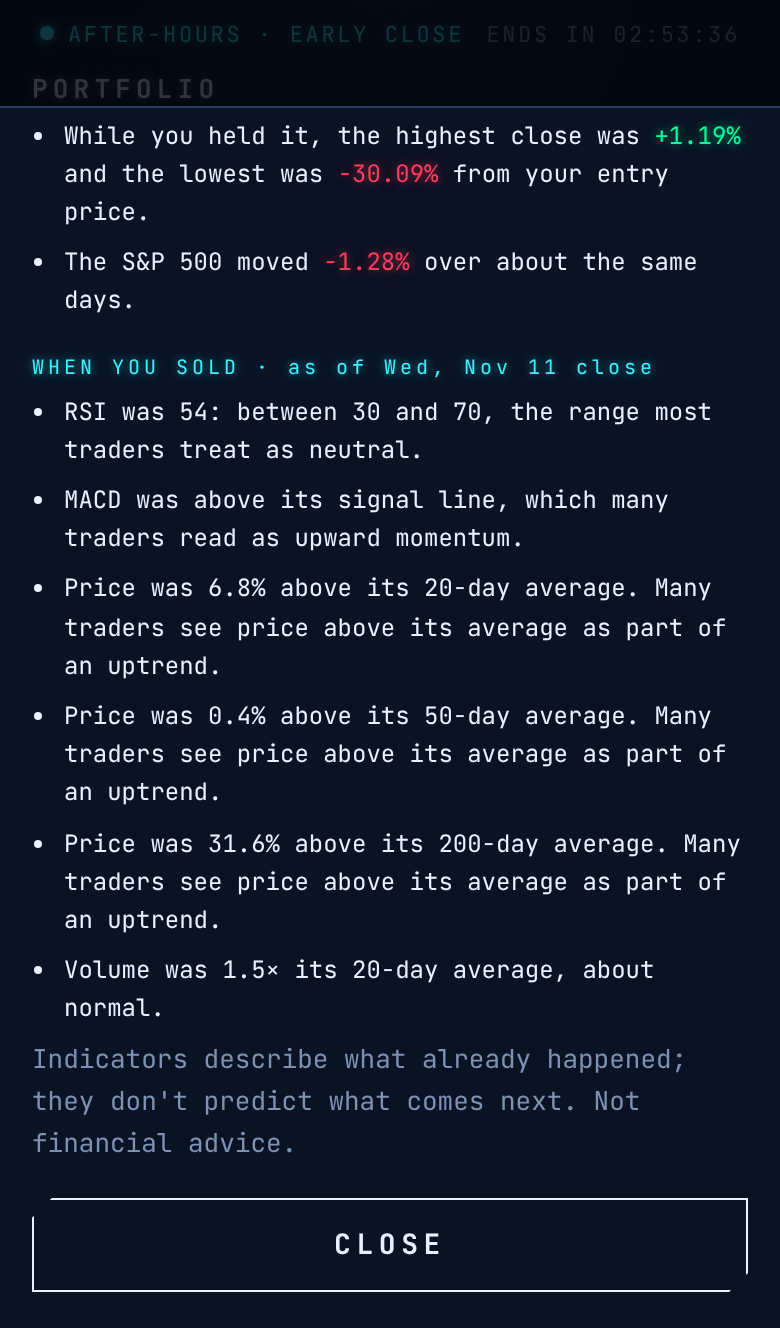 AFTER-HOURS · EARLY CLOSE ENDS IN 02:53:36
PORTFOLIO
• While you held it, the highest close was +1.19%
and the lowest was -30.09% from your entry
price.
• The S&P 500 moved -1.28% over about the same
days.
WHEN YOU SOLD · as of Wed, Nov 11 close
• RSI was 54: between 30 and 70, the range most
traders treat as neutral.
• MACD was above its signal line, which many
traders read as upward momentum.
• Price was 6.8% above its 20-day average. Many
traders see price above its average as part of
an uptrend.
• Price was 0.4% above its 50-day average. Many
traders see price above its average as part of
an uptrend.
• Price was 31.6% above its 200-day average. Many
traders see price above its average as part of
an uptrend.
• Volume was 1.5× its 20-day average, about
normal.
Indicators describe what already happened;
they don't predict what comes next. Not
financial advice.
CLOSE